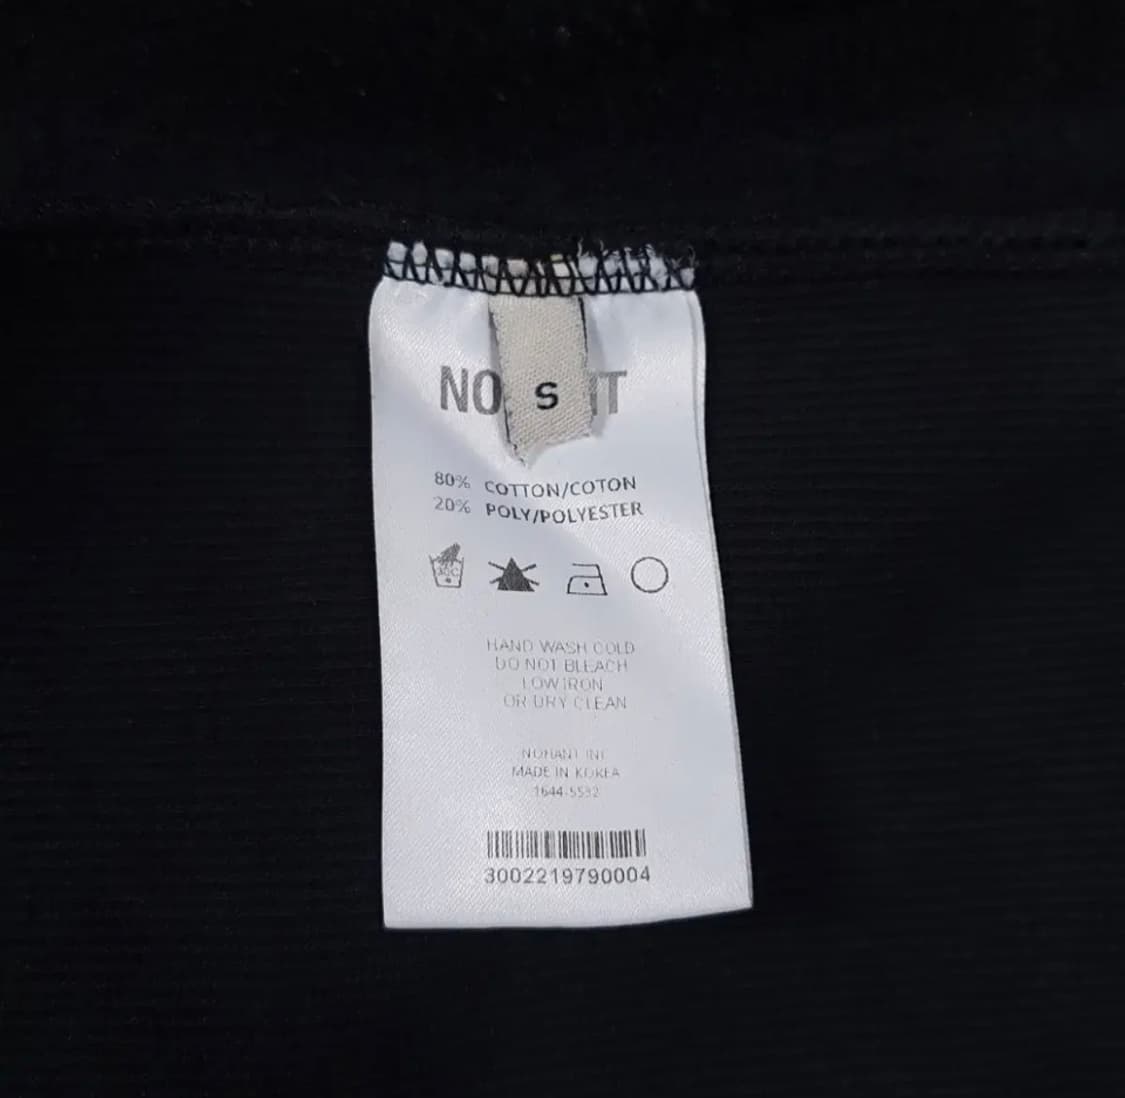 S
80% COTTON/COTON
20% POLY/POLYESTER
30C
HAND WASH COLD
DO NOT BLEACH
LOW IRON
OR DRY CLEAN
NOHANT INC
MADE IN KOREA
1644-5532
3002219790004